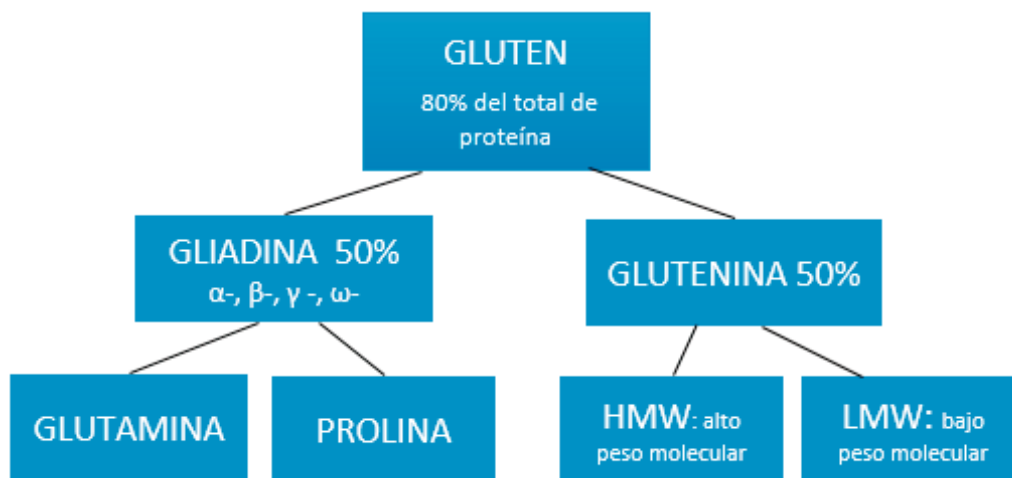 GLUTEN
80% del total de
proteína
GLIADINA 50%
α-, β-, γ -, ω-
GLUTENINA 50%
GLUTAMINA
PROLINA
HMW: alto
peso molecular
LMW: bajo
peso molecular